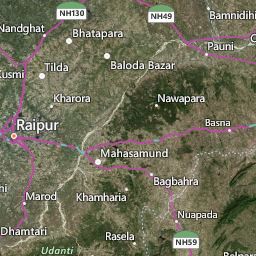 NH130
NH49
Bamnidihi
Nandghat
Bhatapara
Pauni
Kusmi
Tilda
Baloda Bazar
Kharora
Nawapara
Raipur
Basna
Mahasamund
Bagbahra
Khamharia
Marod
Nuapada
Dhamtari
Udanti
Rasela
NH59